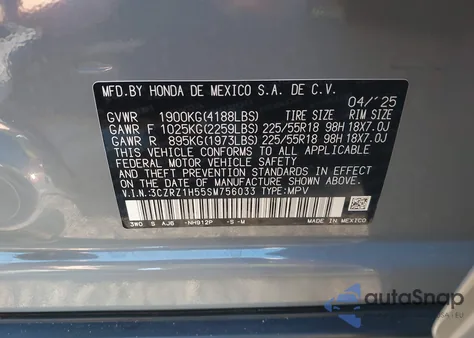 MFD.BY HONDA DE MEXICO S.A. DE C.V.
04/'25
GVWR 1900KG(4188LBS) TIRE SIZE RIM SIZE
GAWR F 1025KG(2259LBS) 225/55R18 98H 18X7.0J
GAWR R 895KG(1973LBS) 225/55R18 98H 18X7.0J
THIS VEHICLE CONFORMS TO ALL APPLICABLE
FEDERAL MOTOR VEHICLE SAFETY STANDARDS IN EFFECT
ON THE DATE OF MANUFACTURE SHOWN ABOVE.
V.I.N.:3CZRZ1H55SM756033 TYPE:MPV
3W0 S AJ6 -NH912P -S -M
MADE IN MEXICO
autoSnap